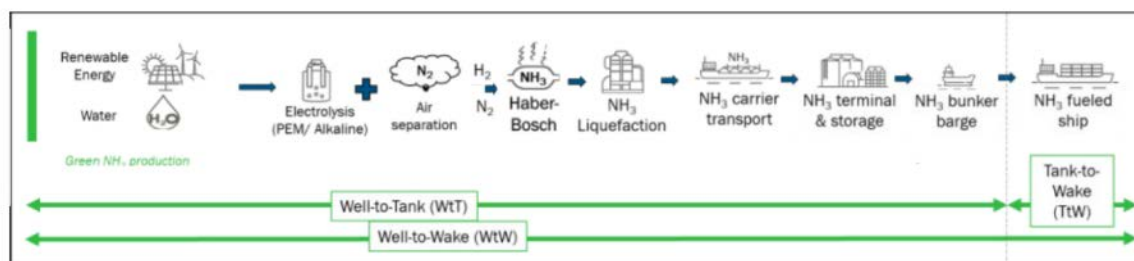 Renewable
Energy
Water
H₂O
Green NH₃ production
Electrolysis
(PEM/ Alkaline)
N₂
Air
separation
H₂
N₂
NH₃
Haber-
Bosch
NH₃
Liquefaction
NH₃
NH₃ carrier
transport
NH₃ terminal
& storage
NH₃ bunker
barge
NH₃ fueled
ship
Well-to-Tank (WtT)
Tank-to-
Wake
(TtW)
Well-to-Wake (WtW)